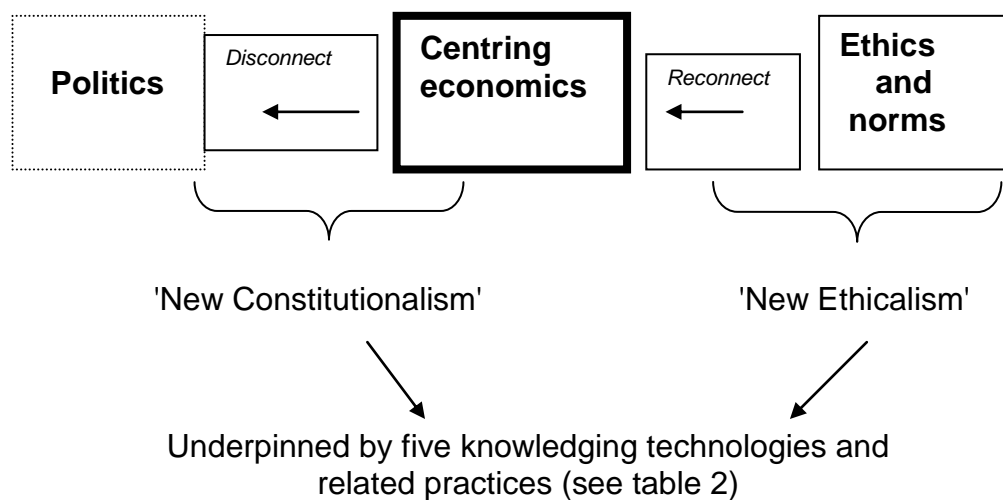 Politics
Disconnect
Centring
economics
Reconnect
Ethics
and
norms
'New Constitutionalism'
'New Ethicalism'
Underpinned by five knowledging technologies and
related practices (see table 2)